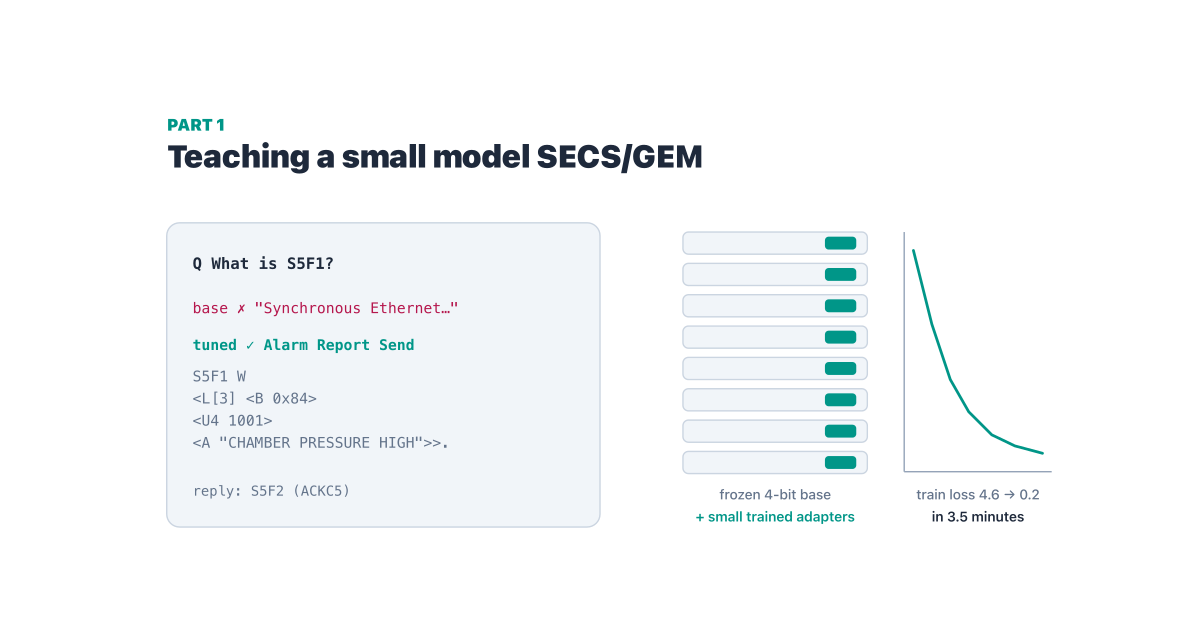 PART 1
Teaching a small model SECS/GEM
Q What is S5F1?
base ✗ "Synchronous Ethernet…"
tuned ✓ Alarm Report Send
S5F1 W
<L[3] <B 0x84>
<U4 1001>
<A "CHAMBER PRESSURE HIGH">>.
reply: S5F2 (ACKC5)
frozen 4-bit base
+ small trained adapters
train loss 4.6 → 0.2
in 3.5 minutes